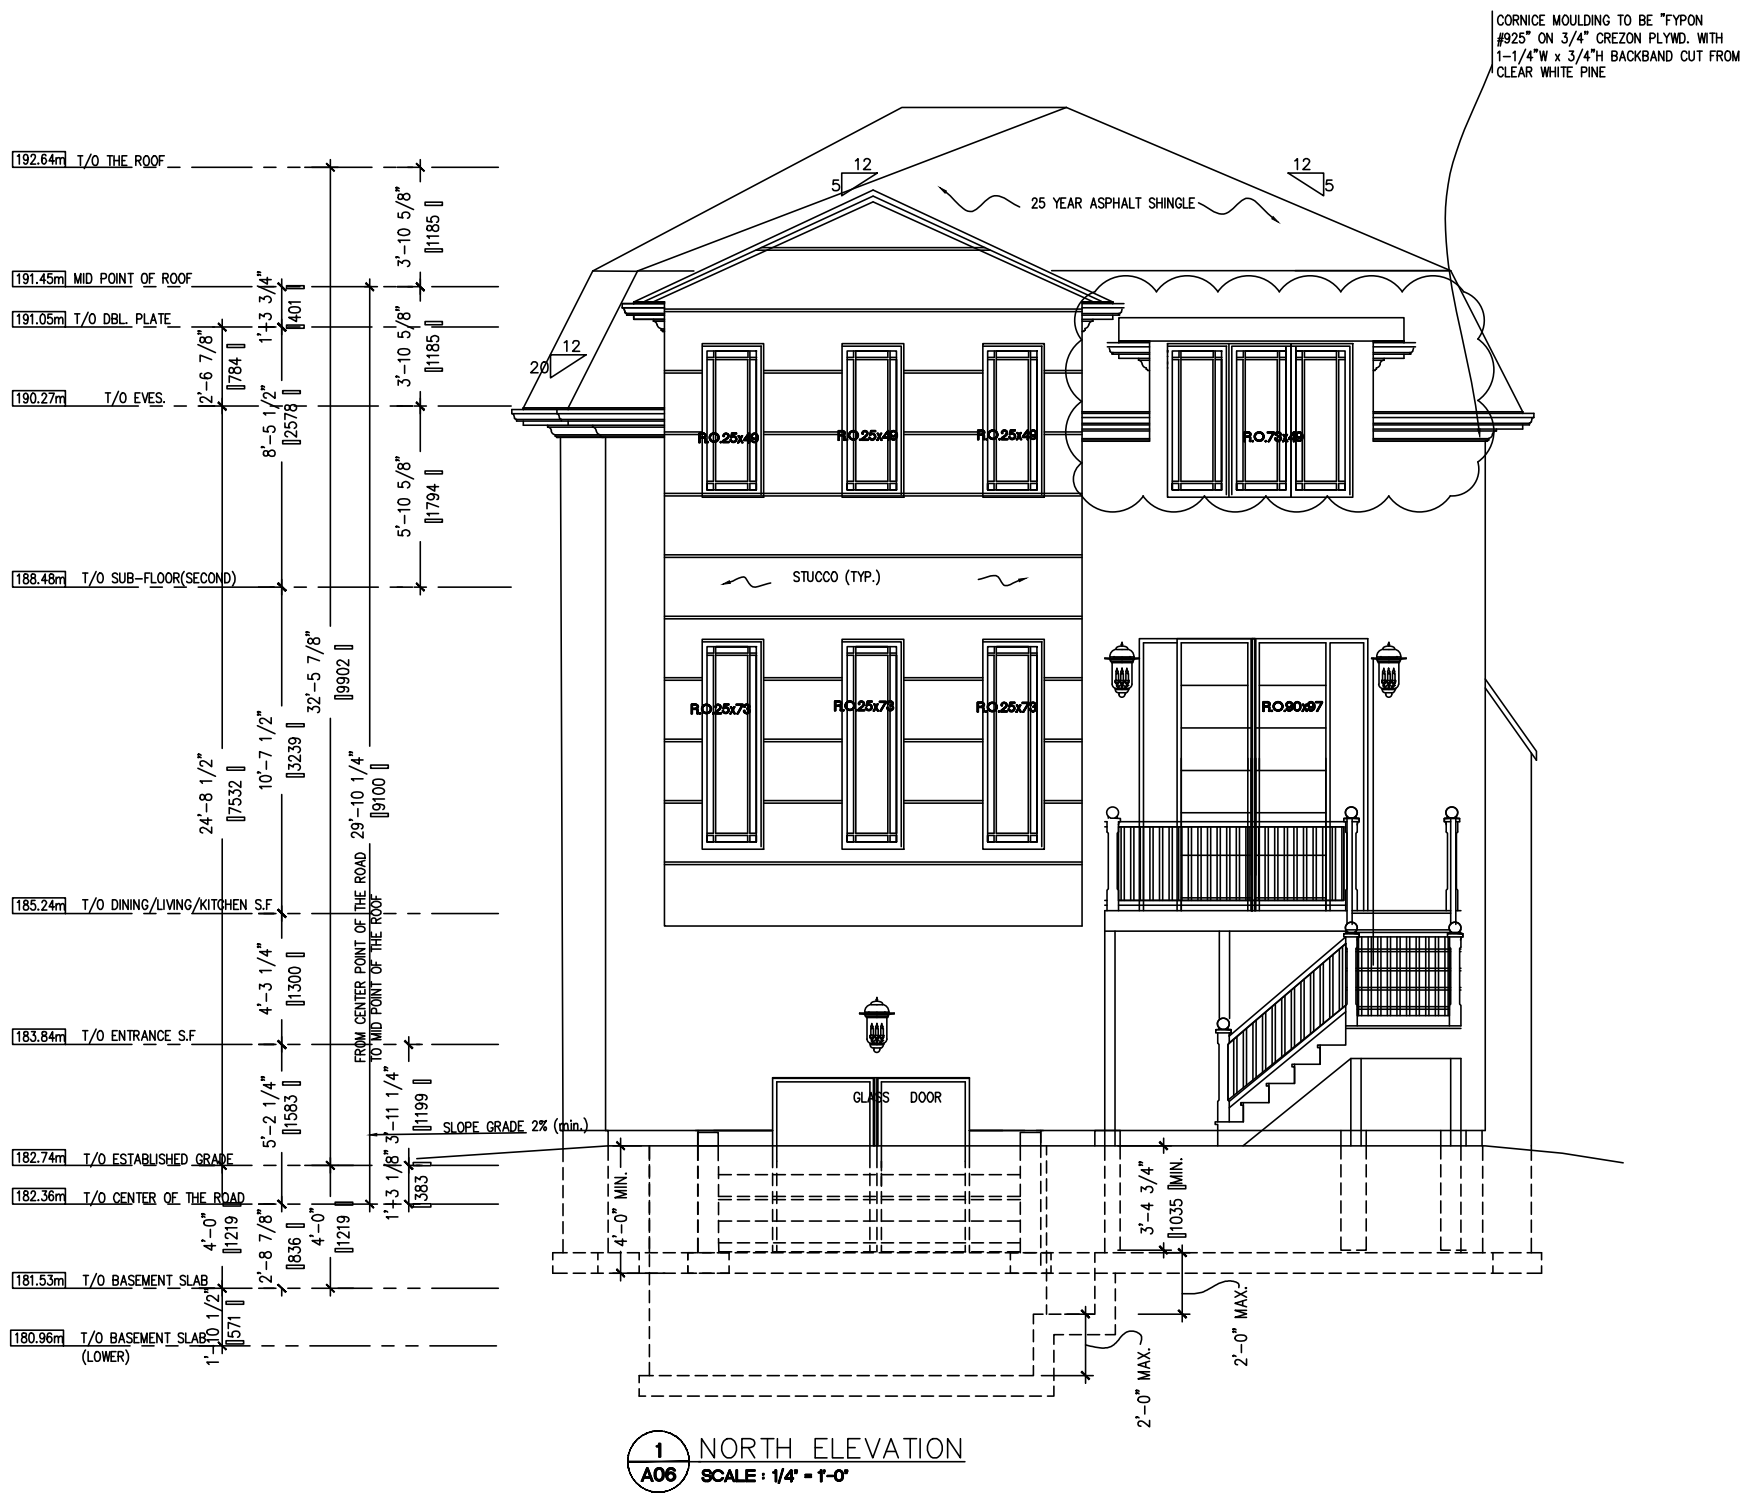 CORNICE MOULDING TO BE "FYPON
#925" ON 3/4" CREZON PLYWD. WITH
1-1/4"W x 3/4"H BACKBAND CUT FROM
CLEAR WHITE PINE
192.64m T/O THE ROOF
191.45m MID POINT OF ROOF
191.05m T/O DBL. PLATE
190.27m T/O EVES.
188.48m T/O SUB-FLOOR(SECOND)
185.24m T/O DINING/LIVING/KITCHEN S.F
183.84m T/O ENTRANCE S.F
182.74m T/O ESTABLISHED GRADE
182.36m T/O CENTER OF THE ROAD
181.53m T/O BASEMENT SLAB
180.96m T/O BASEMENT SLAB
(LOWER)
2'-6 7/8"
784
24'-8 1/2"
7532
4'-0"
1219
1'-10 1/2"
571
1'-3 3/4"
401
8'-5 1/2"
2578
10'-7 1/2"
3239
4'-3 1/4"
1300
5'-2 1/4"
1583
2'-8 7/8"
836
32'-5 7/8"
9902
4'-0"
1219
29'-10 1/4"
9100
FROM CENTER POINT OF THE ROAD
TO MID POINT OF THE ROOF
3'-10 5/8"
1185
3'-10 5/8"
1185
5'-10 5/8"
1794
3'-11 1/4"
1199
1'-3 1/8"
383
SLOPE GRADE 2% (min.)
12
5
12
5
12
20
25 YEAR ASPHALT SHINGLE
R.O.25x49
R.O.25x49
R.O.25x49
R.O.73x49
STUCCO (TYP.)
R.O.25x73
R.O.25x73
R.O.25x73
R.O.90x97
GLASS DOOR
4'-0" MIN.
3'-4 3/4"
1035 MIN.
2'-0" MAX.
2'-0" MAX.
1
A06
NORTH ELEVATION
SCALE : 1/4" = 1'-0"